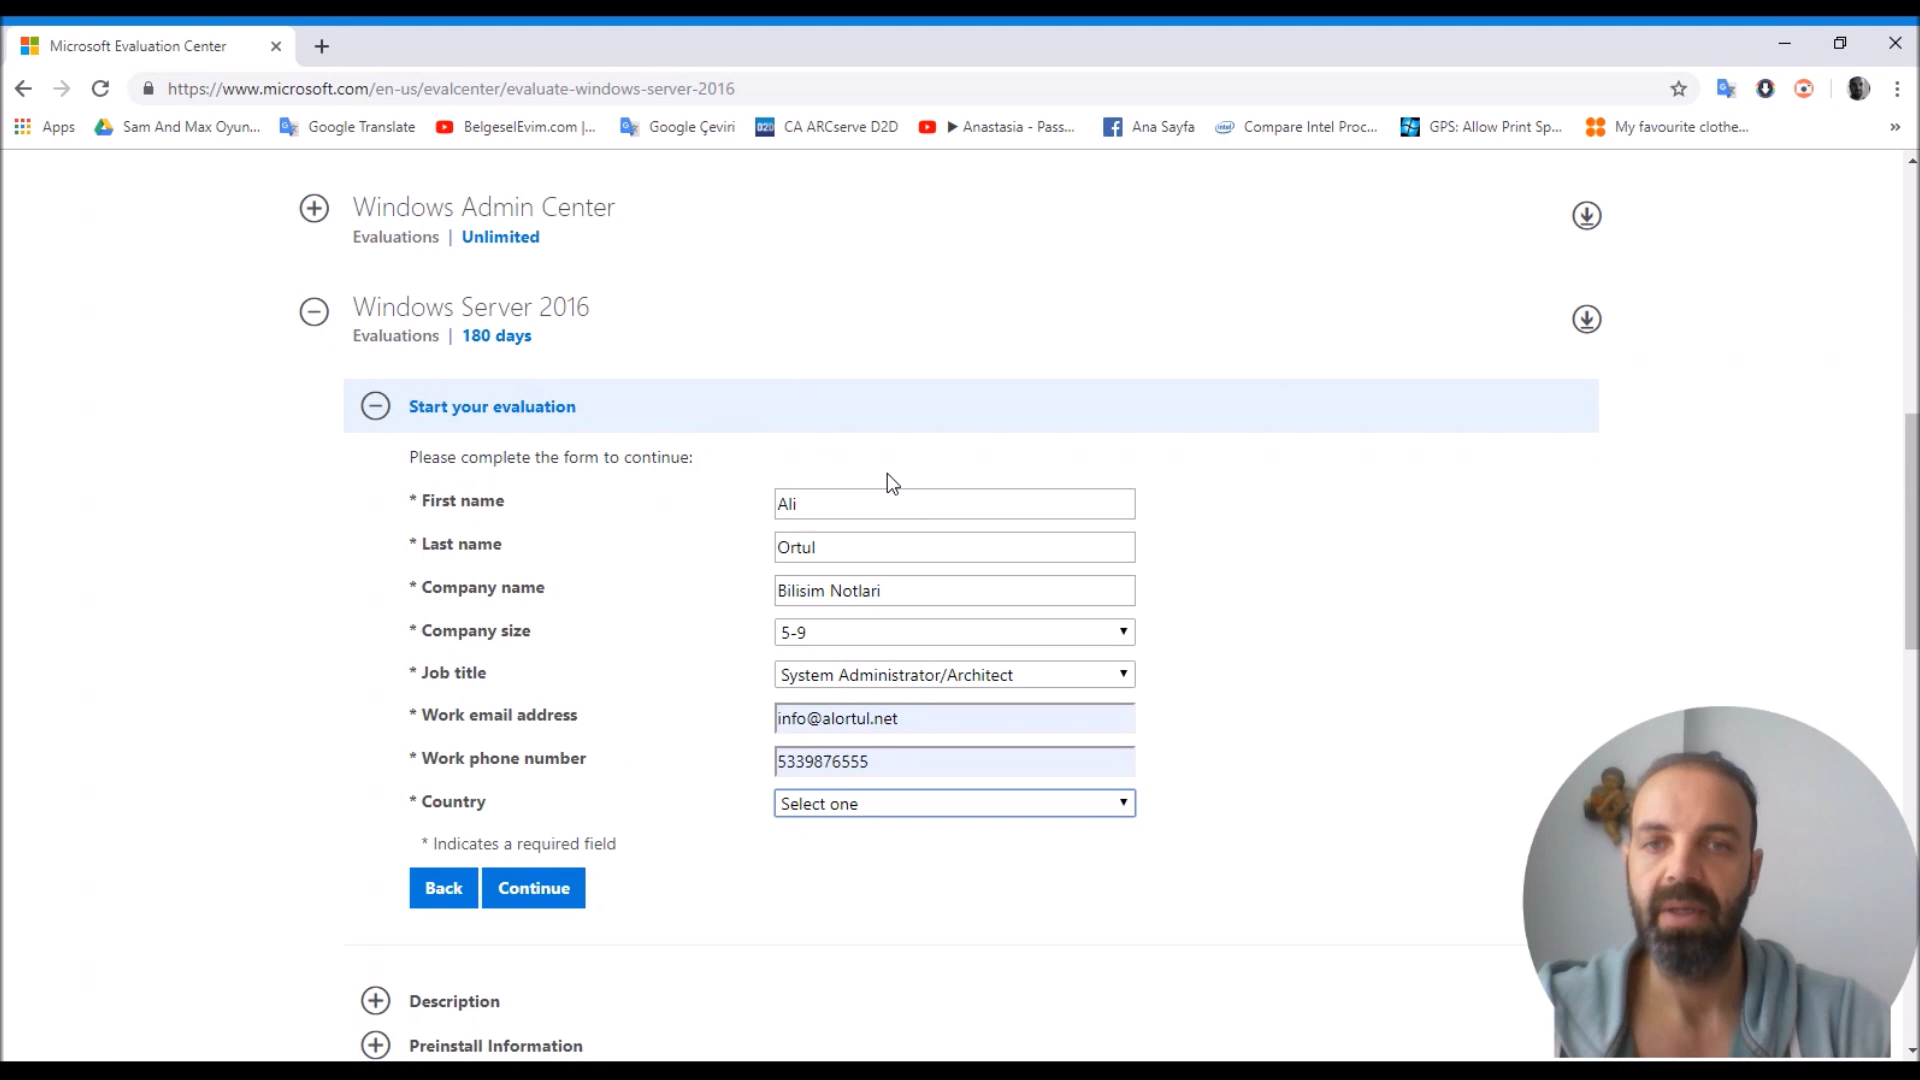 Microsoft Evaluation Center
https://www.microsoft.com/en-us/evalcenter/evaluate-windows-server-2016
Apps Sam And Max Oyun... Google Translate BelgeselEvim.com |... Google Çeviri D2D CA ARCserve D2D ▶ Anastasia - Pass... Ana Sayfa intel Compare Intel Proc... GPS: Allow Print Sp... My favourite clothe... »
Windows Admin Center
Evaluations | Unlimited
Windows Server 2016
Evaluations | 180 days
Start your evaluation
Please complete the form to continue:
* First name Ali
* Last name Ortul
* Company name Bilisim Notlari
* Company size 5-9
* Job title System Administrator/Architect
* Work email address info@alortul.net
* Work phone number 5339876555
* Country Select one
* Indicates a required field
Back Continue
Description
Preinstall Information